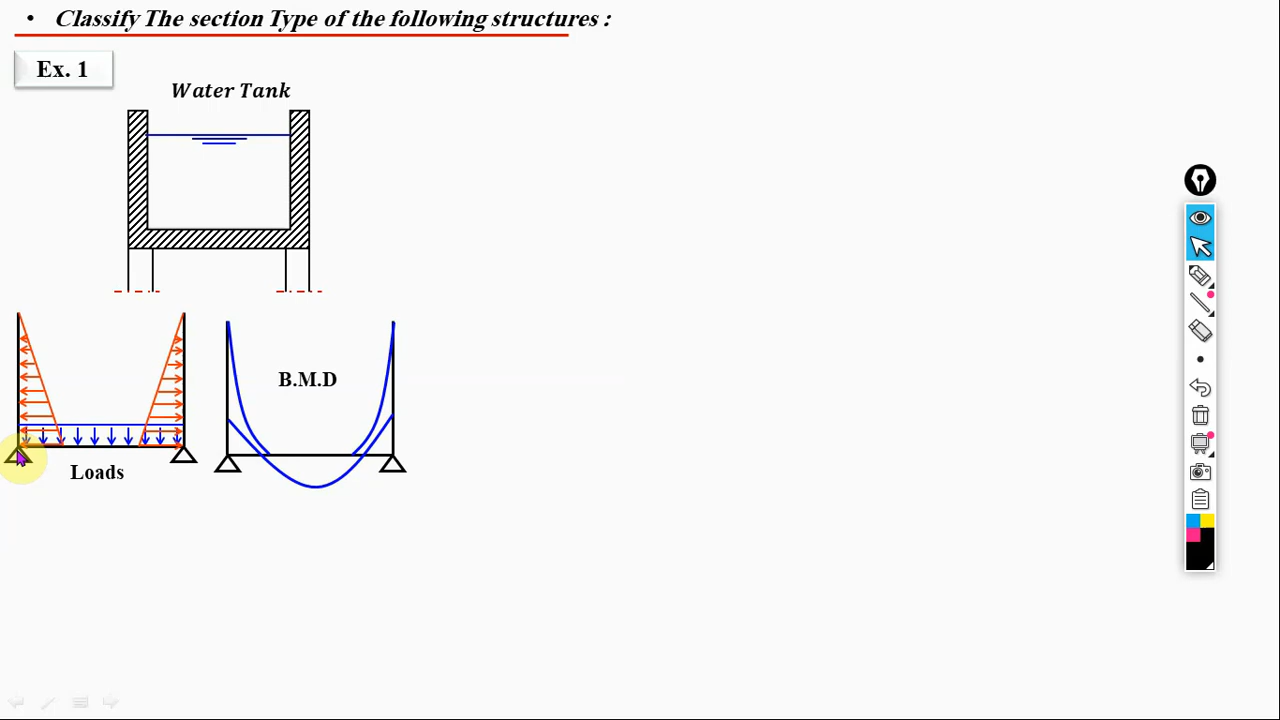 • Classify The section Type of the following structures :
Ex. 1
Water Tank
B.M.D
Loads